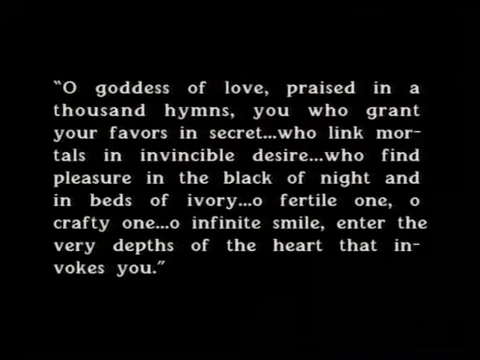 "O goddess of love, praised in a
thousand hymns, you who grant
your favors in secret...who link mor-
tals in invincible desire...who find
pleasure in the black of night and
in beds of ivory...o fertile one, o
crafty one...o infinite smile, enter the
very depths of the heart that in-
vokes you."